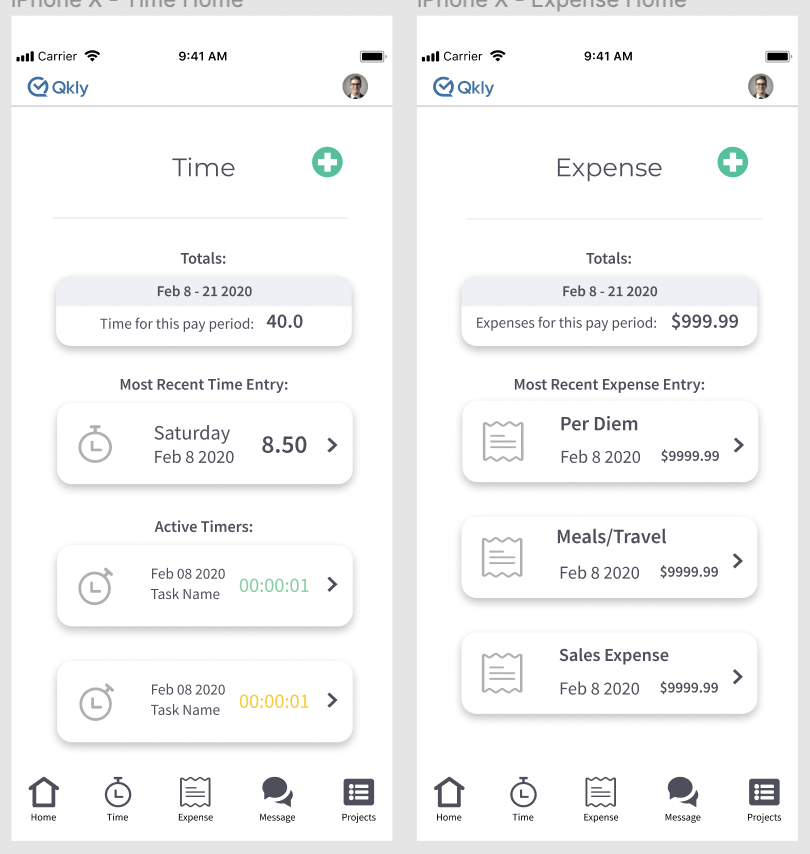 iPhone X - Time Home
Carrier
9:41 AM
Qkly
Time
Totals:
Feb 8 - 21 2020
Time for this pay period: 40.0
Most Recent Time Entry:
Saturday
Feb 8 2020
8.50
Active Timers:
Feb 08 2020
Task Name
00:00:01
Feb 08 2020
Task Name
00:00:01
Home
Time
Expense
Message
Projects
iPhone X - Expense Home
Carrier
9:41 AM
Qkly
Expense
Totals:
Feb 8 - 21 2020
Expenses for this pay period: $999.99
Most Recent Expense Entry:
Per Diem
Feb 8 2020 $9999.99
Meals/Travel
Feb 8 2020 $9999.99
Sales Expense
Feb 8 2020 $9999.99
Home
Time
Expense
Message
Projects